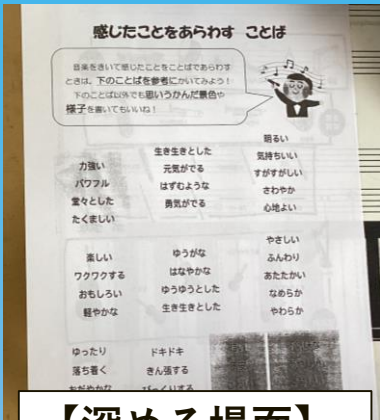 感じたことをあらわす ことば
音楽をきいて感じたことをことばであらわす
ときは、下のことばを参考にかいてみよう！
下のことば以外でも思いうかんだ景色や
様子を書いてもいいね！
力強い
パワフル
堂々とした
たくましい
生き生きとした
元気がでる
はずむような
勇気がでる
明るい
気持ちいい
すがすがしい
さわやか
心地よい
楽しい
ワクワクする
おもしろい
軽やかな
ゆうがな
はなやかな
ゆうゆうとした
生き生きとした
やさしい
ふんわり
あたたかい
なめらか
やわらか
ゆったり
落ち着く
おだやかな
ドキドキ
きん張する
びっくりする
【深める場面】